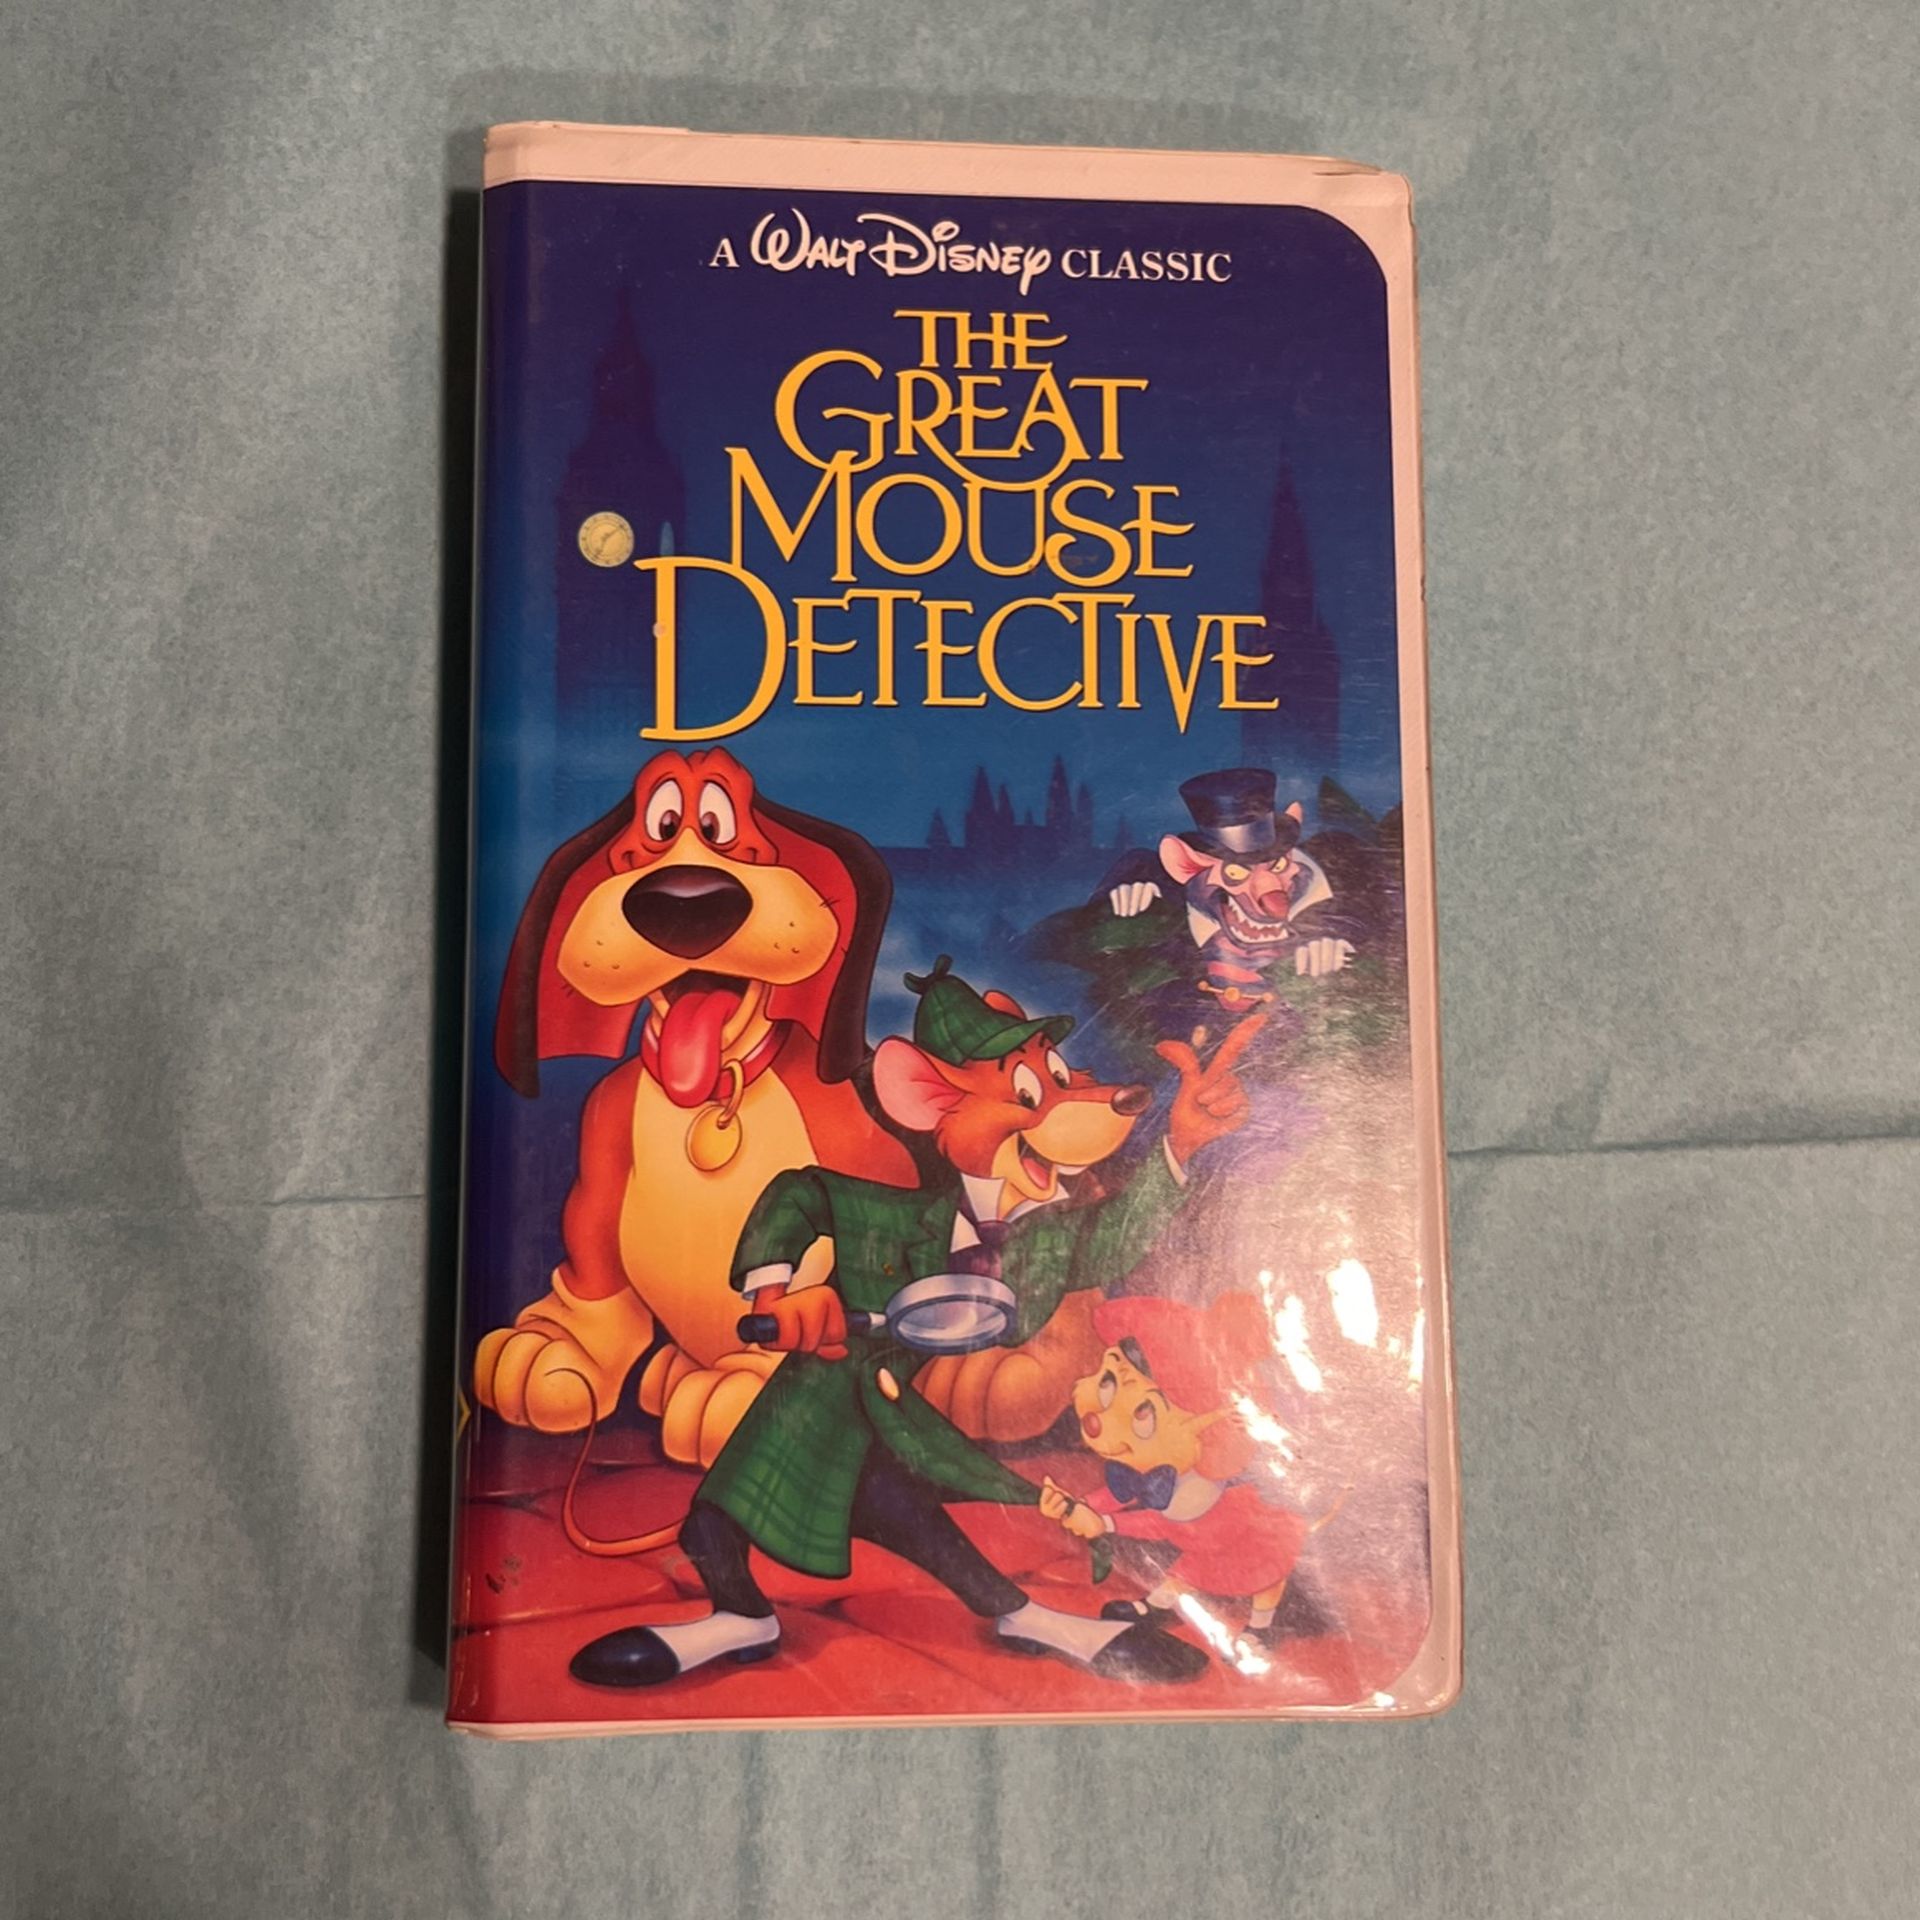 A WALT DISNEY CLASSIC
THE
GREAT
MOUSE
DETECTIVE